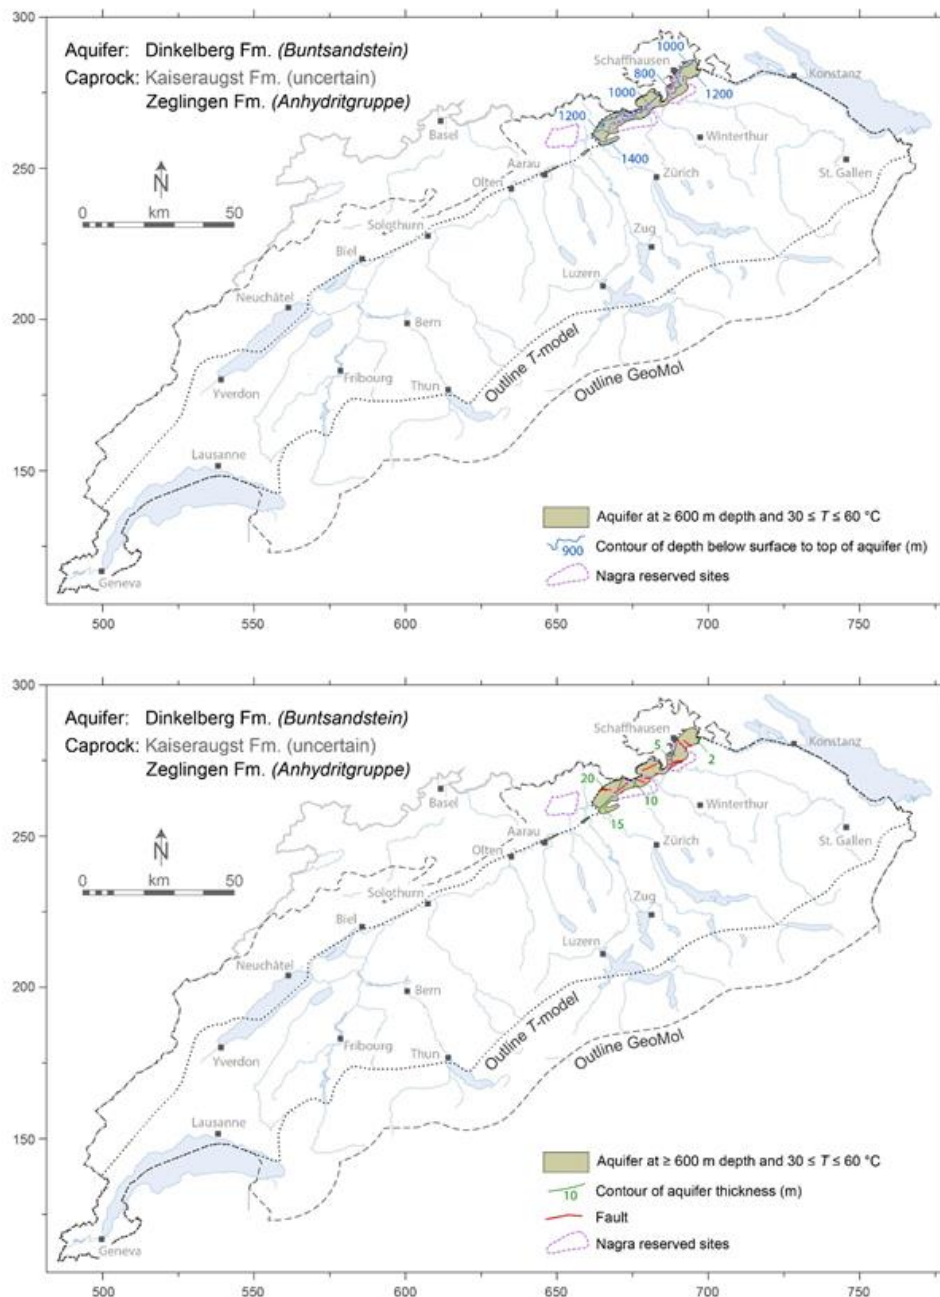 300
Aquifer: Dinkelberg Fm. (Buntsandstein)
Caprock: Kaiseraugst Fm. (uncertain)
Zeglingen Fm. (Anhydritgruppe)
1000
Schaffhausen
800
1000
1200
Konstanz
1200
Basel
Winterthur
250
N
Aarau
1400
Olten
Zürich
St. Gallen
0 km 50
Solothurn
Zug
Biel
Luzern
Neuchâtel
200
Bern
Outline T-model
Fribourg
Thun
Outline GeoMol
Yverdon
Lausanne
150
Aquifer at ≥ 600 m depth and 30 ≤ T ≤ 60 °C
900 Contour of depth below surface to top of aquifer (m)
Nagra reserved sites
Geneva
500 550 600 650 700 750
300
Aquifer: Dinkelberg Fm. (Buntsandstein)
Caprock: Kaiseraugst Fm. (uncertain)
Zeglingen Fm. (Anhydritgruppe)
Schaffhausen
5
2
Konstanz
20
Basel
10
Winterthur
15
250
N
Aarau
Olten
Zürich
St. Gallen
0 km 50
Solothurn
Zug
Biel
Luzern
Neuchâtel
200
Bern
Outline T-model
Fribourg
Thun
Outline GeoMol
Yverdon
Lausanne
150
Aquifer at ≥ 600 m depth and 30 ≤ T ≤ 60 °C
10 Contour of aquifer thickness (m)
Fault
Nagra reserved sites
Geneva
500 550 600 650 700 750